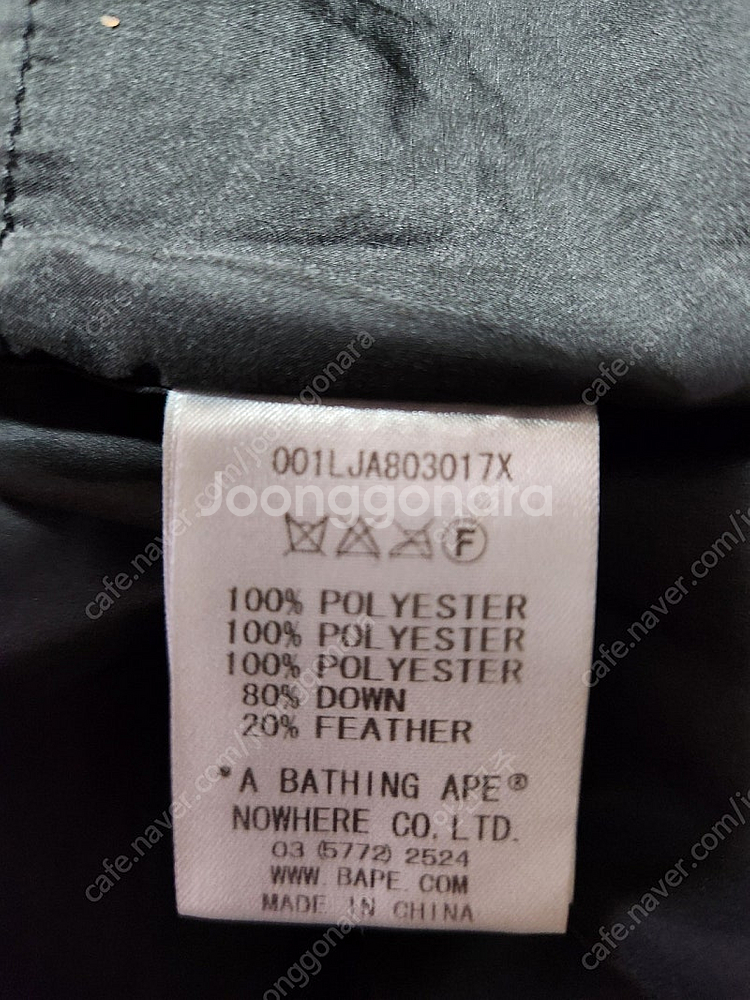 001LJA803017X
Joonggonara
F
100% POLYESTER
100% POLYESTER
100% POLYESTER
80% DOWN
20% FEATHER
"A BATHING APE®
NOWHERE CO.LTD.
03 (5772) 2524
WWW. BAPE. COM
MADE IN CHINA
cafe.naver.com/joonggonara